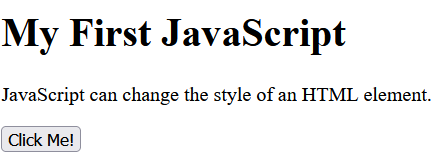 My First JavaScript
JavaScript can change the style of an HTML element.
Click Me!